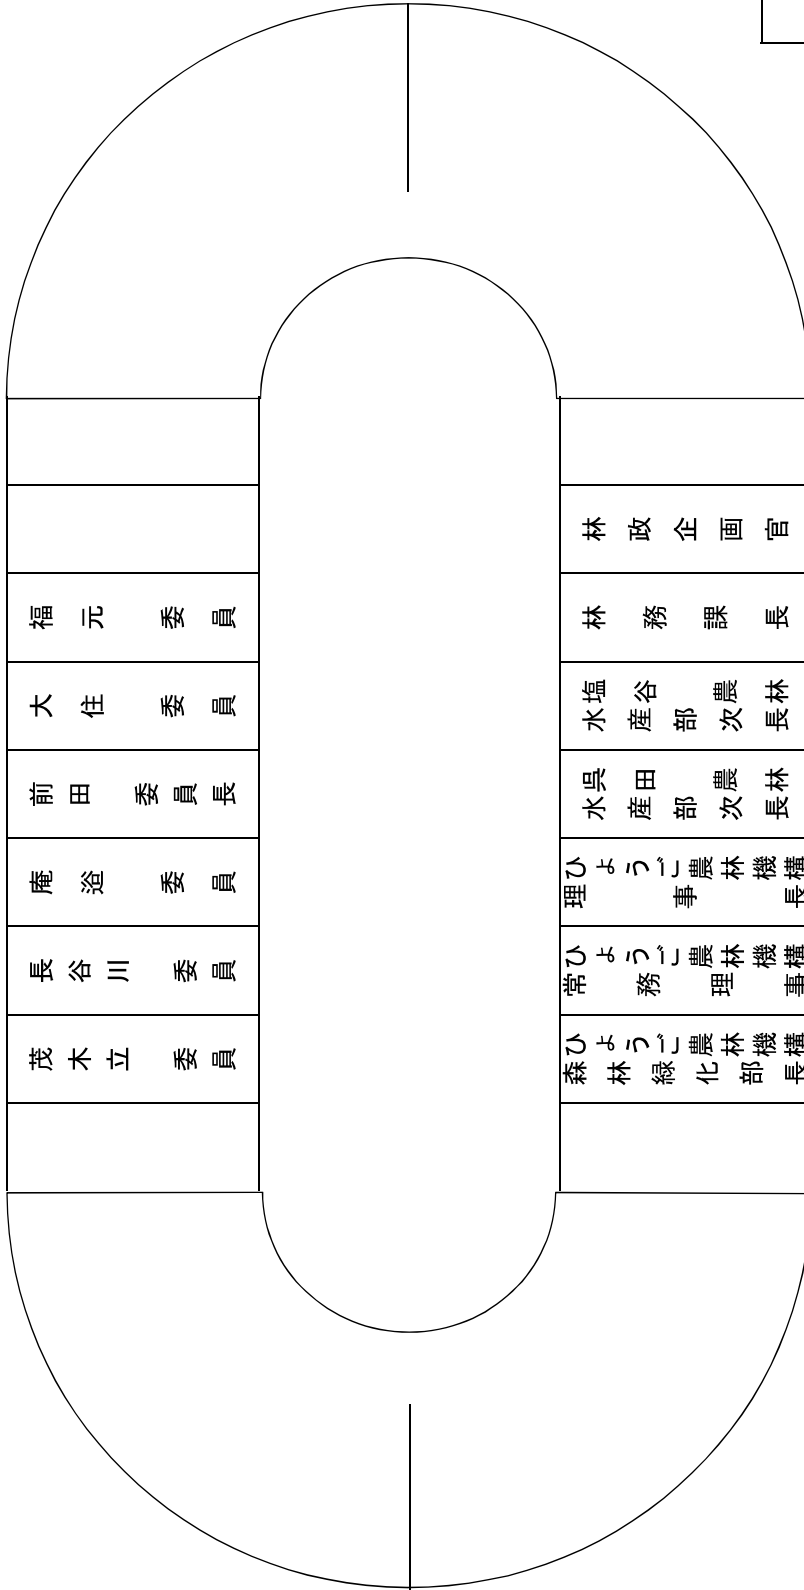 福元 委員
大住 委員
前田 委員長
庵逧 委員
長谷川 委員
茂木立 委員
林政企画官
林務課長
塩谷 農林
水産部次長
呉田 農林
水産部次長
ひょうご農林機構
理事長
ひょうご農林機構
常務理事
ひょうご農林機構
森林緑化部長